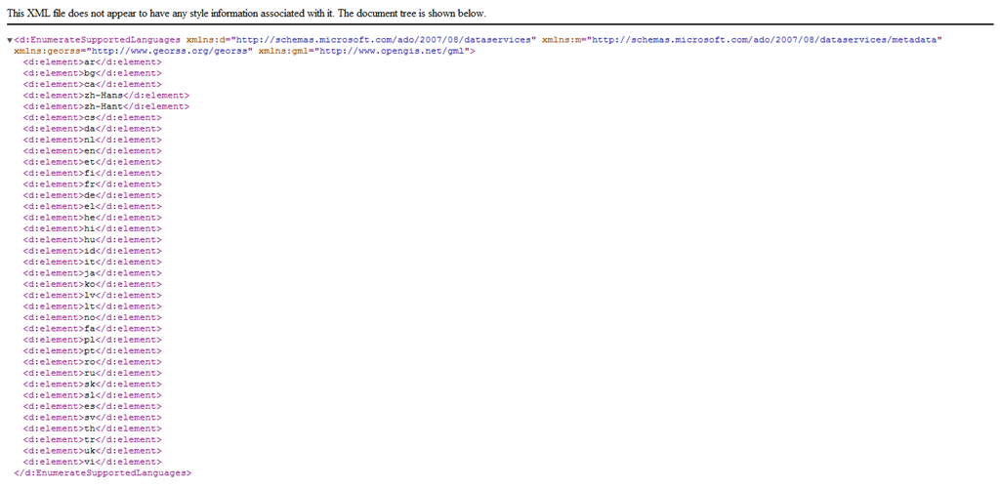 This XML file does not appear to have any style information associated with it. The document tree is shown below.
▼<d:EnumerateSupportedLanguages xmlns:d="http://schemas.microsoft.com/ado/2007/08/dataservices" xmlns:m="http://schemas.microsoft.com/ado/2007/08/dataservices/metadata"
xmlns:georss="http://www.georss.org/georss" xmlns:gml="http://www.opengis.net/gml">
<d:element>ar</d:element>
<d:element>bg</d:element>
<d:element>ca</d:element>
<d:element>zh-Hans</d:element>
<d:element>zh-Hant</d:element>
<d:element>cs</d:element>
<d:element>da</d:element>
<d:element>nl</d:element>
<d:element>en</d:element>
<d:element>et</d:element>
<d:element>fi</d:element>
<d:element>fr</d:element>
<d:element>de</d:element>
<d:element>el</d:element>
<d:element>he</d:element>
<d:element>hi</d:element>
<d:element>hu</d:element>
<d:element>id</d:element>
<d:element>it</d:element>
<d:element>ja</d:element>
<d:element>ko</d:element>
<d:element>lv</d:element>
<d:element>lt</d:element>
<d:element>no</d:element>
<d:element>fa</d:element>
<d:element>pl</d:element>
<d:element>pt</d:element>
<d:element>ro</d:element>
<d:element>ru</d:element>
<d:element>sk</d:element>
<d:element>sl</d:element>
<d:element>es</d:element>
<d:element>sv</d:element>
<d:element>th</d:element>
<d:element>tr</d:element>
<d:element>uk</d:element>
<d:element>vi</d:element>
</d:EnumerateSupportedLanguages>